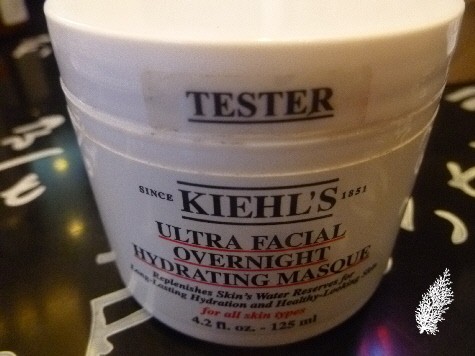 TESTER
SINCE KIEHL'S 1851
ULTRA FACIAL
OVERNIGHT
HYDRATING MASQUE
Replenishes Skin's Water Reserves for
Long-Lasting Hydration and Healthy-Looking Skin
for all skin types
4.2 fl. oz. - 125 ml